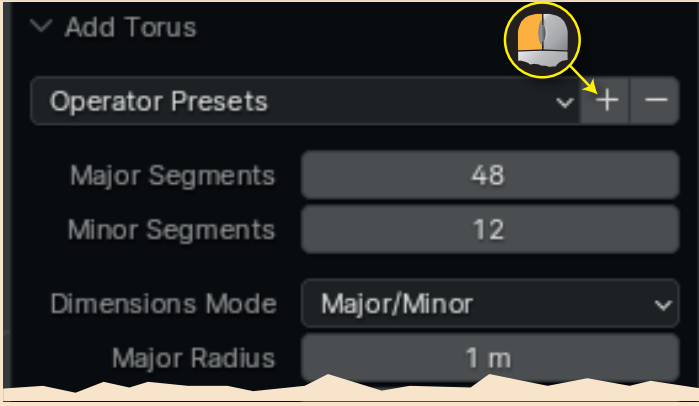 Add Torus
Operator Presets
Major Segments 48
Minor Segments 12
Dimensions Mode Major/Minor
Major Radius 1 m